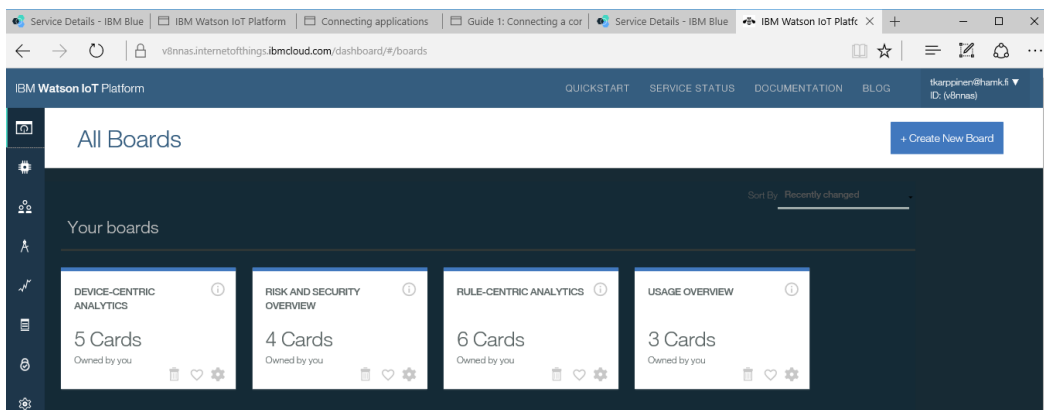 Service Details - IBM Blue
IBM Watson IoT Platform
Connecting applications
Guide 1: Connecting a cor
Service Details - IBM Blue
IBM Watson IoT Platfc
v8nnas.internetofthings.ibmcloud.com/dashboard/#/boards
IBM Watson IoT Platform
QUICKSTART SERVICE STATUS DOCUMENTATION BLOG
tkarppinen@hamk.fi ▼
ID: (v8nnas)
All Boards
+ Create New Board
Sort By Recently changed
Your boards
DEVICE-CENTRIC
ANALYTICS
5 Cards
Owned by you
RISK AND SECURITY
OVERVIEW
4 Cards
Owned by you
RULE-CENTRIC ANALYTICS
6 Cards
Owned by you
USAGE OVERVIEW
3 Cards
Owned by you